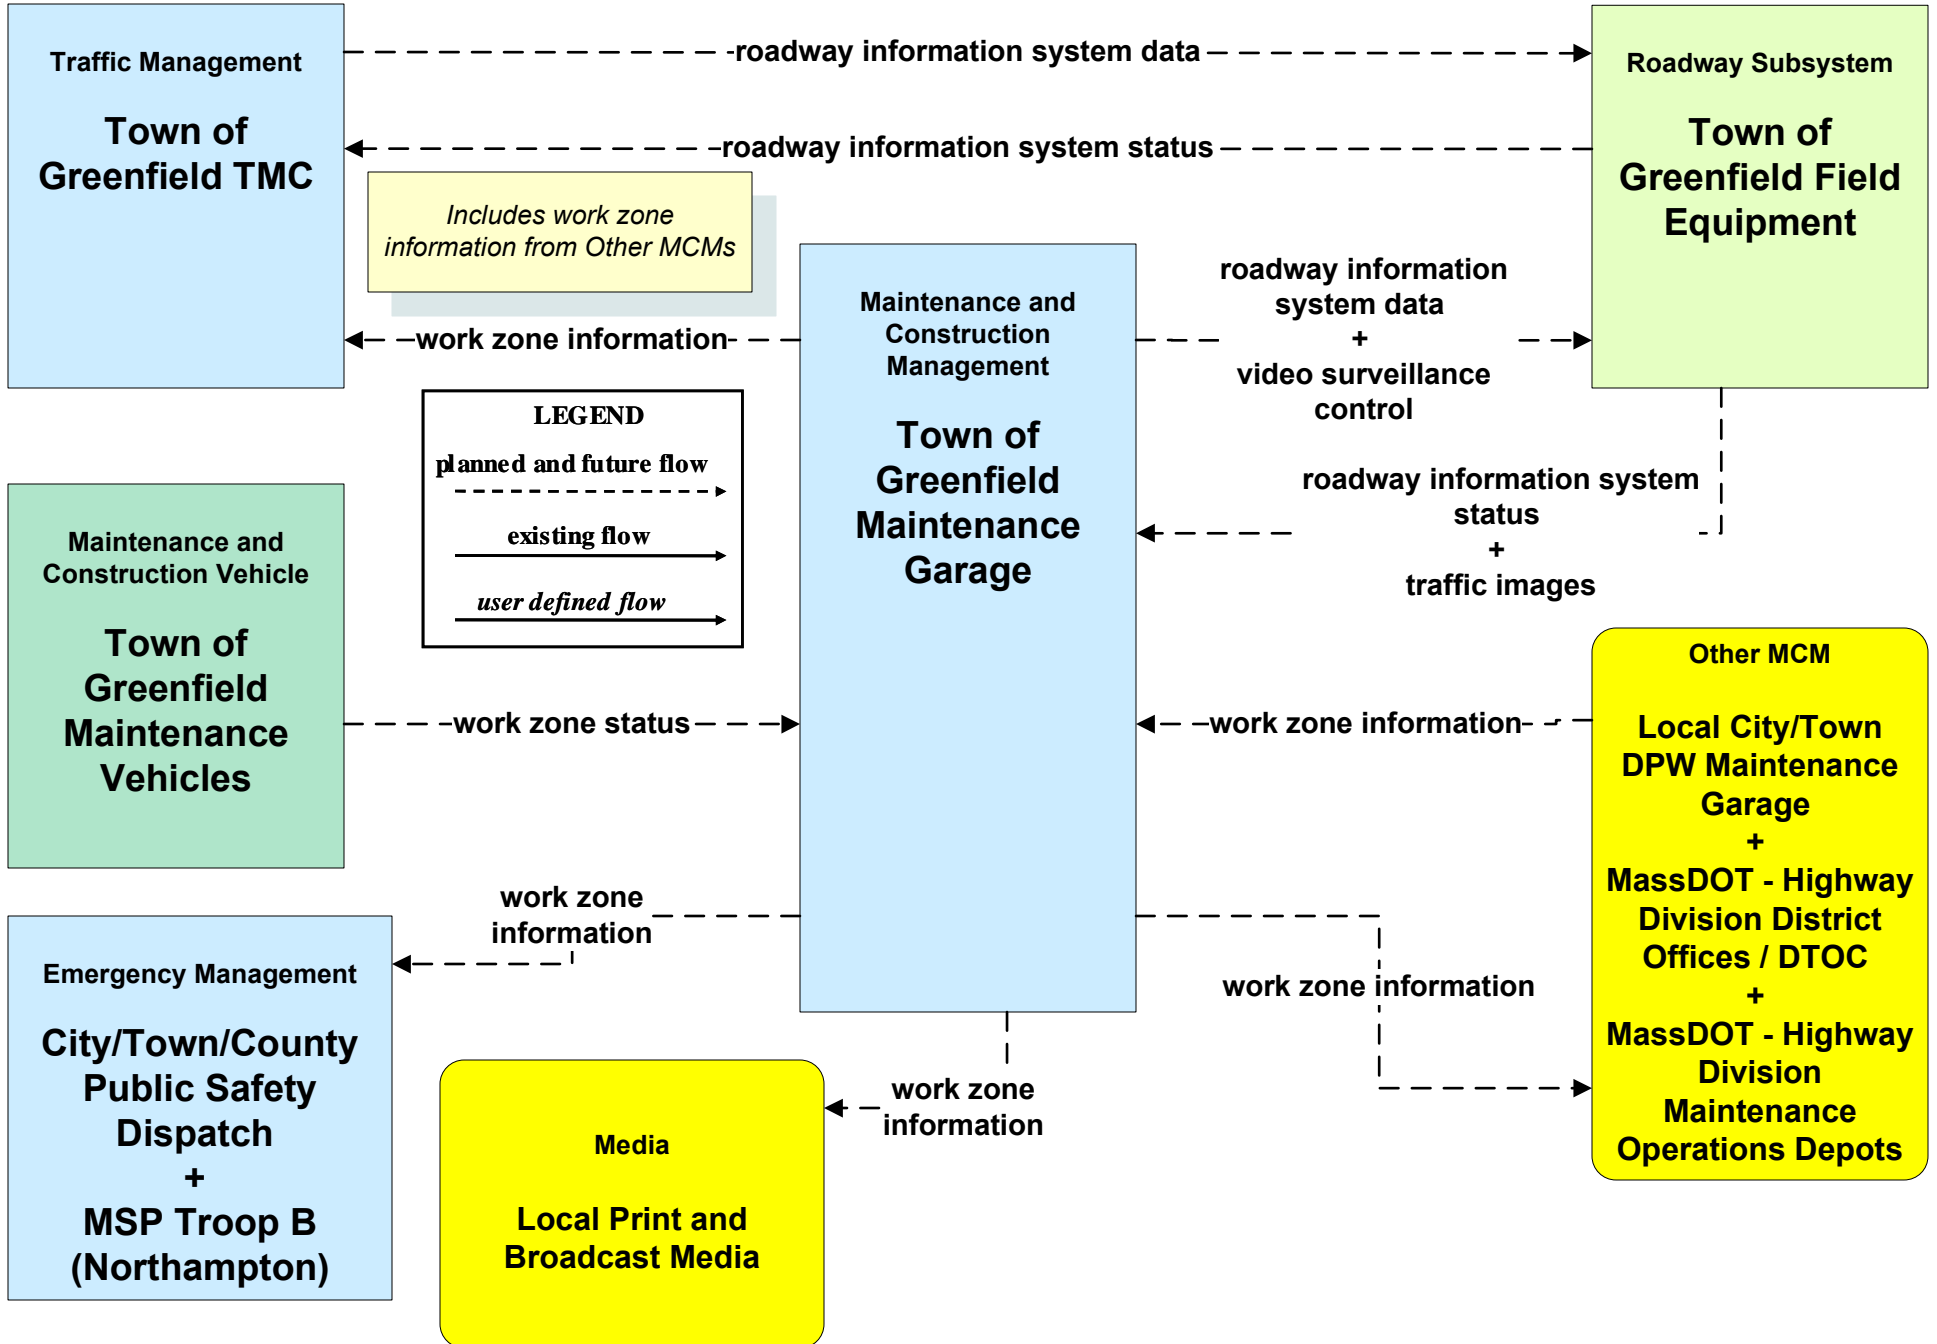 Traffic Management
Town of
Greenfield TMC
roadway information system data
roadway information system status
Roadway Subsystem
Town of
Greenfield Field
Equipment
Includes work zone
information from Other MCMs
work zone information
Maintenance and
Construction
Management
Town of
Greenfield
Maintenance
Garage
roadway information
system data
+
video surveillance
control
LEGEND
planned and future flow
existing flow
user defined flow
roadway information system
status
+
traffic images
Maintenance and
Construction Vehicle
Town of
Greenfield
Maintenance
Vehicles
work zone status
work zone information
Other MCM
Local City/Town
DPW Maintenance
Garage
+
MassDOT - Highway
Division District
Offices / DTOC
+
MassDOT - Highway
Division
Maintenance
Operations Depots
work zone
information
work zone information
Emergency Management
City/Town/County
Public Safety
Dispatch
+
MSP Troop B
(Northampton)
work zone
information
Media
Local Print and
Broadcast Media